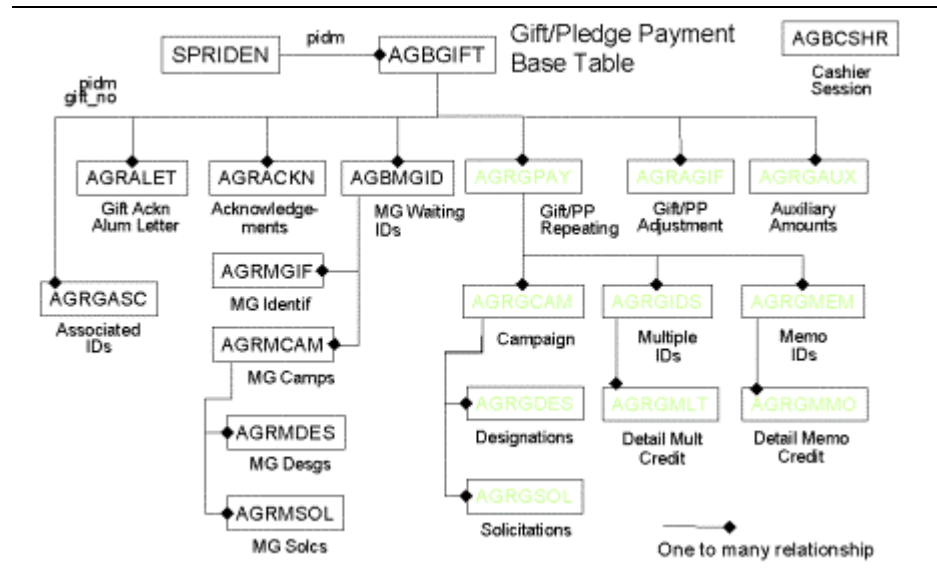 SPRIDEN
pidm
AGBGIFT
Gift/Pledge Payment
Base Table
AGBCSHR
Cashier
Session
pidm
gift_no
AGRALET
Gift Ackn
Alum Letter
AGRACKN
Acknowledge-
ments
AGBMGID
MG Waiting
IDs
AGRGPAY
Gift/PP
Repeating
AGRAGIF
Gift/PP
Adjustment
AGRGAUX
Auxiliary
Amounts
AGRGASC
Associated
IDs
AGRMGIF
MG Identif
AGRMCAM
MG Camps
AGRMDES
MG Desgs
AGRMSOL
MG Solcs
AGRGCAM
Campaign
AGRGIDS
Multiple
IDs
AGRGMEM
Memo
IDs
AGRGDES
Designations
AGRGMLT
Detail Mult
Credit
AGRGMMO
Detail Memo
Credit
AGRGSOL
Solicitations
One to many relationship